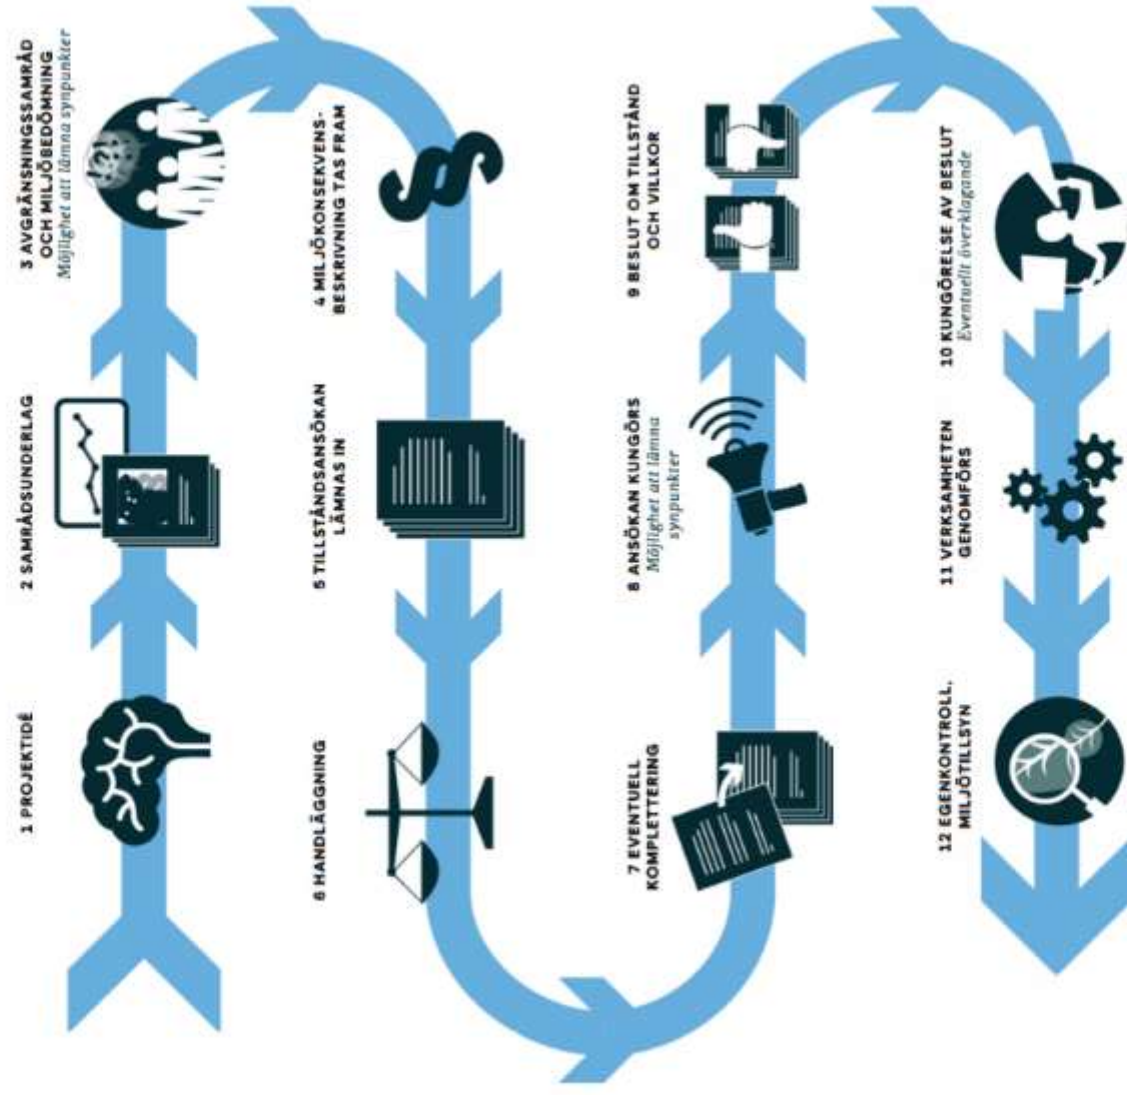 1 PROJEKTIDÉ
2 SAMRÅDSUNDERLAG
3 AVGRÄNSNINGSSAMRÅD
OCH MILJÖBEDÖMNING
Möjlighet att lämna synpunkter
4 MILJÖKONSEKVENS-
BESKRIVNING TAS FRAM
5 TILLSTÅNDSANSÖKAN
LÄMNAS IN
6 HANDLÄGGNING
7 EVENTUELL
KOMPLETTERING
8 ANSÖKAN KUNGÖRS
Möjlighet att lämna
synpunkter
9 BESLUT OM TILLSTÅND
OCH VILLKOR
10 KUNGÖRELSE AV BESLUT
Eventuellt överklagande
11 VERKSAMHETEN
GENOMFÖRS
12 EGENKONTROLL,
MILJÖTILLSYN